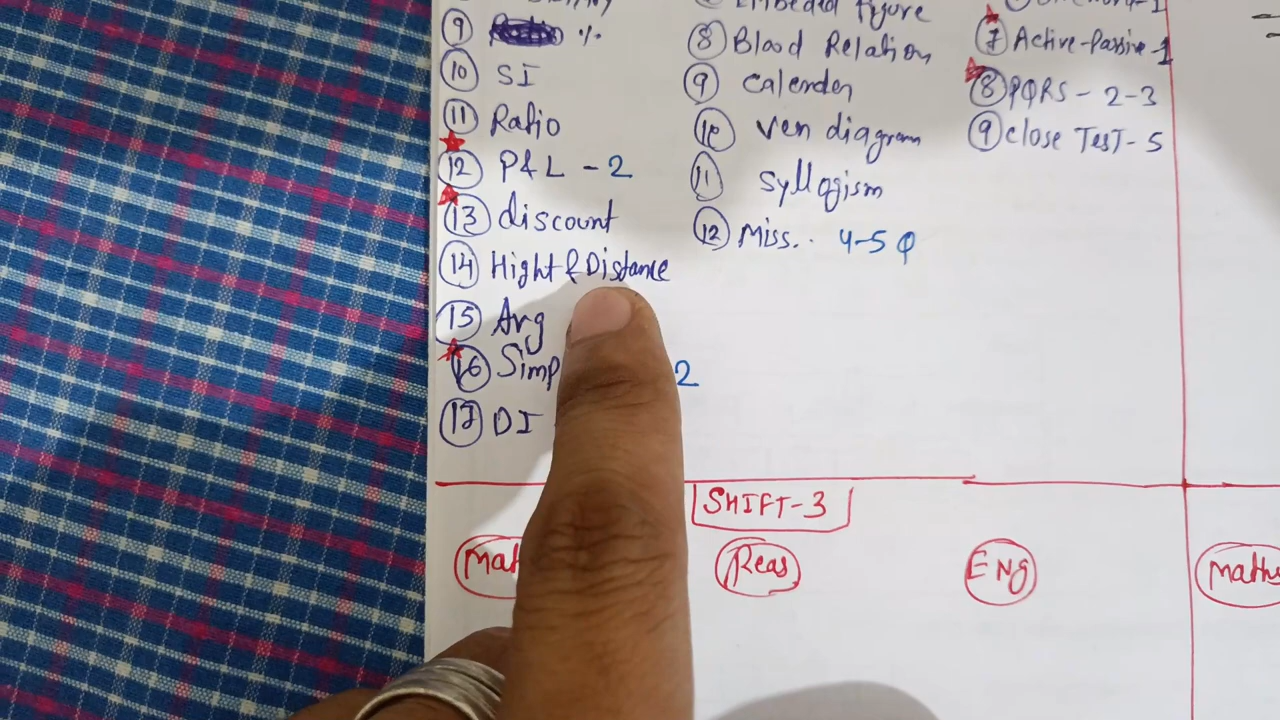 ⑨ %
⑩ SI
⑪ Ratio
⑫ P&L - 2
⑬ discount
⑭ Hight & Distance
⑮ Avg
⑯ Simp 2
⑰ DI
figure
⑧ Blood Relation
⑨ Calender
⑩ Ven diagram
⑪ Syllogism
⑫ Miss.. 4-5 Q
⑦ Active-Passive-1
⑧ PQRS - 2-3
⑨ close TesT- 5
SHIFT-3
Reas
ENg
Maths